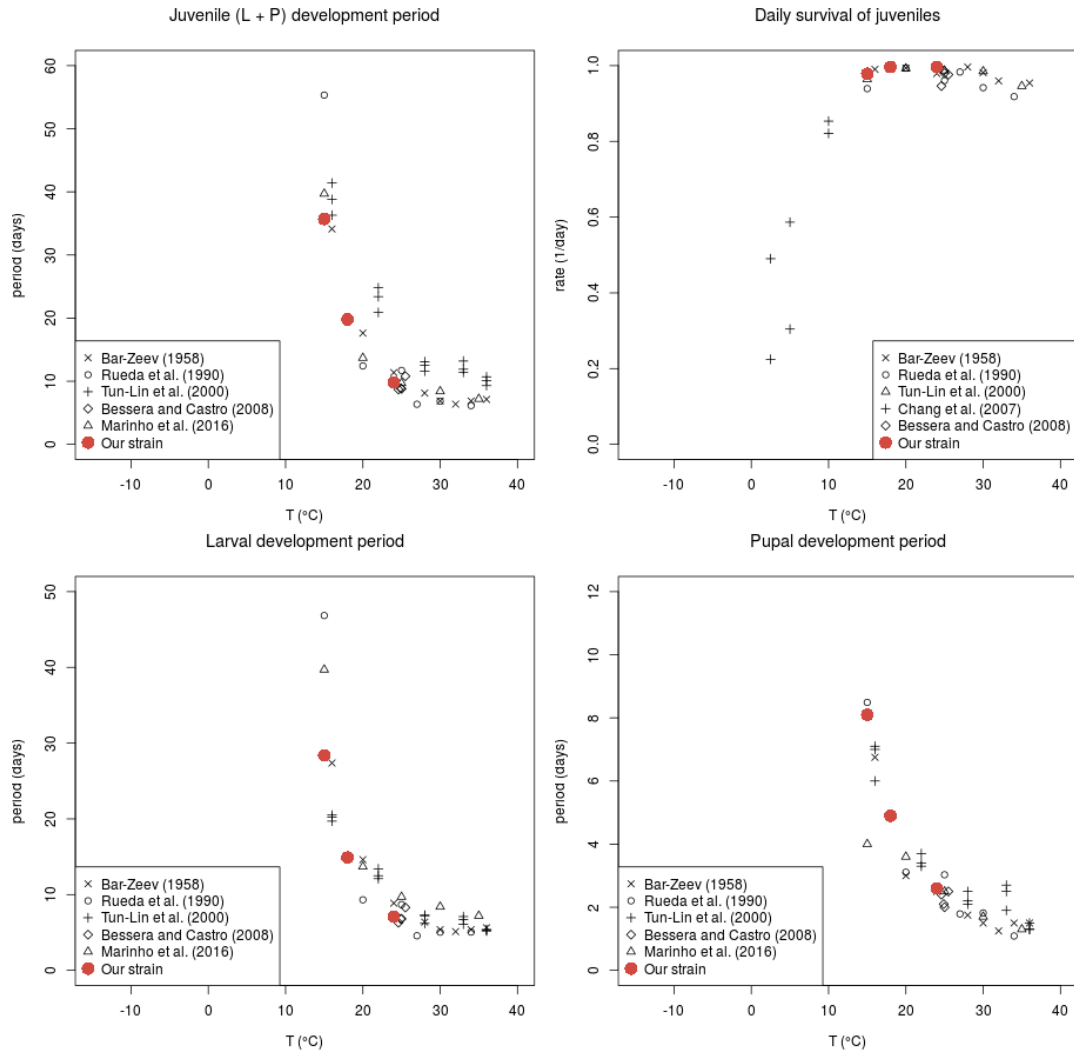 Juvenile (L + P) development period
period (days)
60
50
40
30
20
10
0
Bar-Zeev (1958)
Rueda et al. (1990)
Tun-Lin et al. (2000)
Bessera and Castro (2008)
Marinho et al. (2016)
Our strain
-10 0 10 20 30 40
T (°C)
Daily survival of juveniles
rate (1/day)
1.0
0.8
0.6
0.4
0.2
0.0
Bar-Zeev (1958)
Rueda et al. (1990)
Tun-Lin et al. (2000)
Chang et al. (2007)
Bessera and Castro (2008)
Our strain
-10 0 10 20 30 40
T (°C)
Larval development period
period (days)
50
40
30
20
10
0
Bar-Zeev (1958)
Rueda et al. (1990)
Tun-Lin et al. (2000)
Bessera and Castro (2008)
Marinho et al. (2016)
Our strain
-10 0 10 20 30 40
T (°C)
Pupal development period
period (days)
12
10
8
6
4
2
0
Bar-Zeev (1958)
Rueda et al. (1990)
Tun-Lin et al. (2000)
Bessera and Castro (2008)
Marinho et al. (2016)
Our strain
-10 0 10 20 30 40
T (°C)